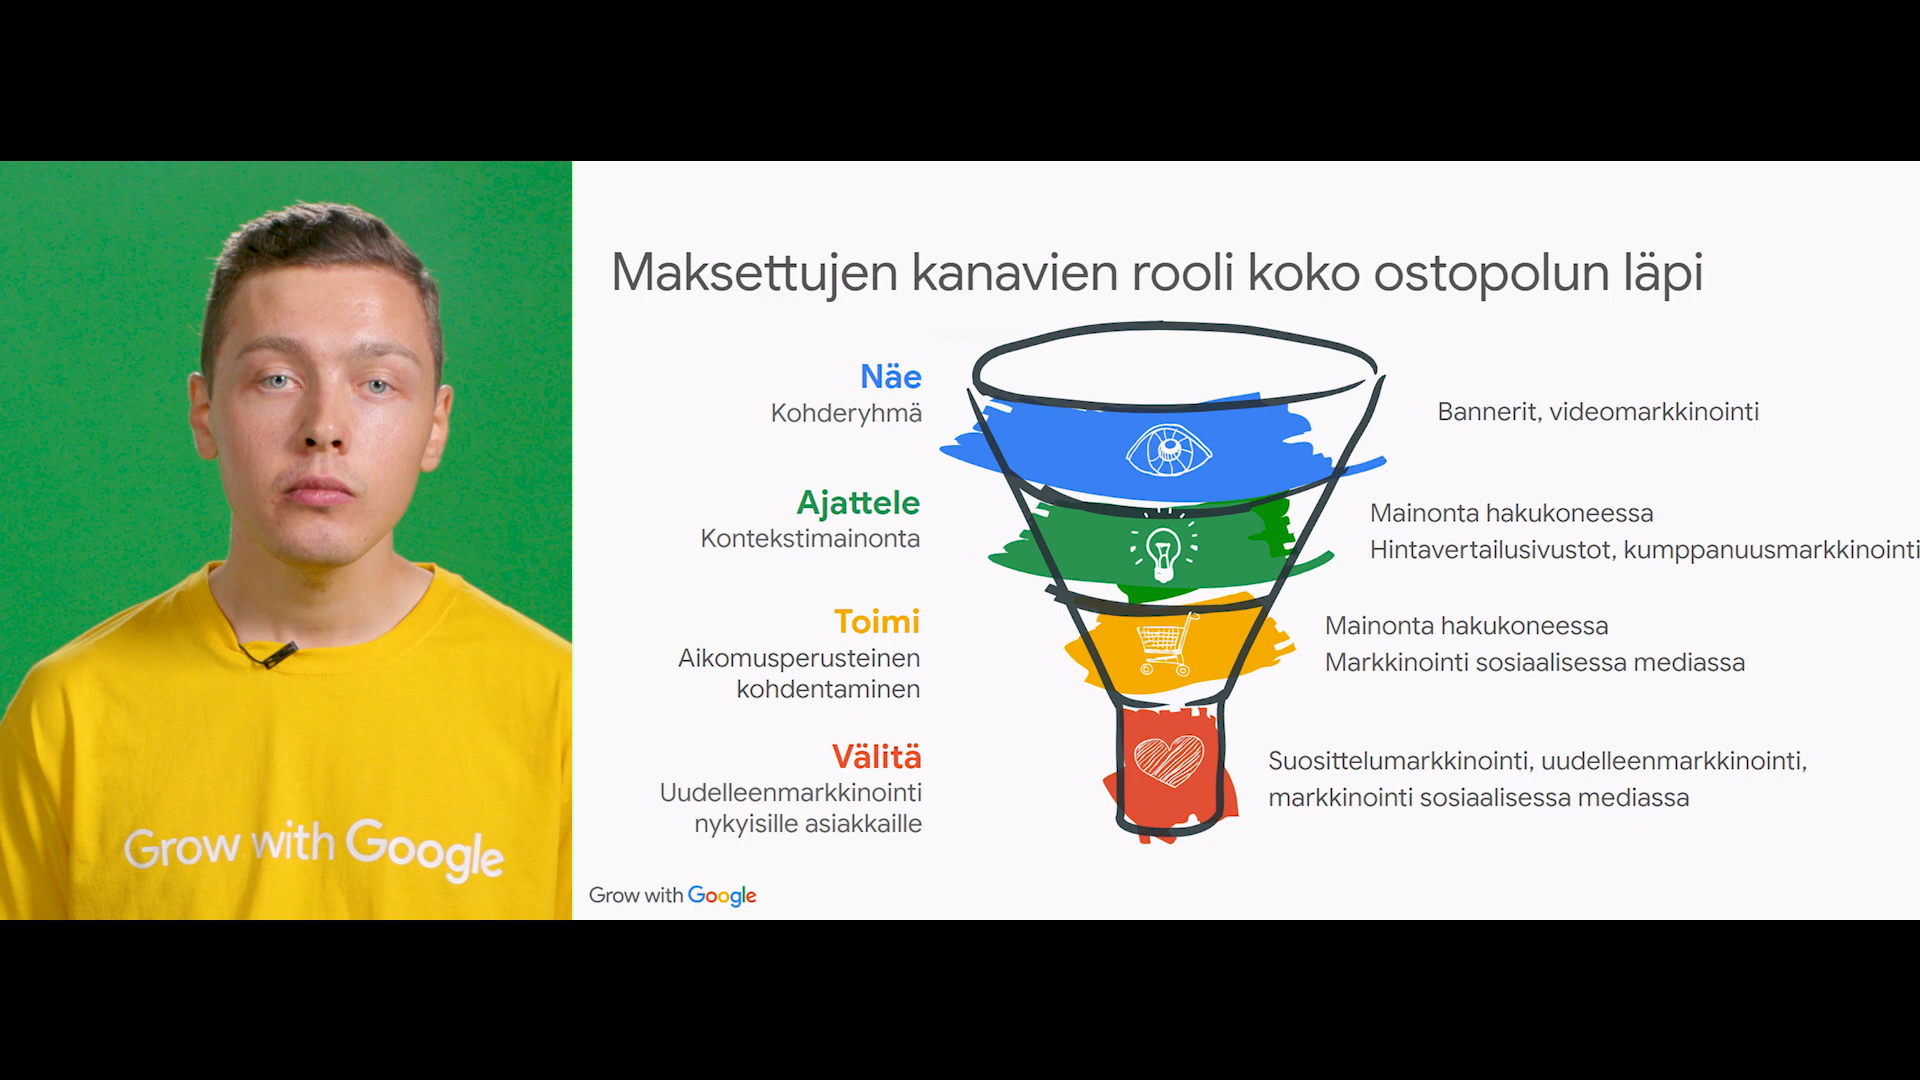 Maksettujen kanavien rooli koko ostopolun läpi
Näe
Kohderyhmä
Bannerit, videomarkkinointi
Ajattele
Kontekstimainonta
Mainonta hakukoneessa
Hintavertailusivustot, kumppanuusmarkkinointi
Toimi
Aikomusperusteinen
kohdentaminen
Mainonta hakukoneessa
Markkinointi sosiaalisessa mediassa
Välitä
Uudelleenmarkkinointi
nykyisille asiakkaille
Suosittelumarkkinointi, uudelleenmarkkinointi,
markkinointi sosiaalisessa mediassa
Grow with Google
Grow with Google